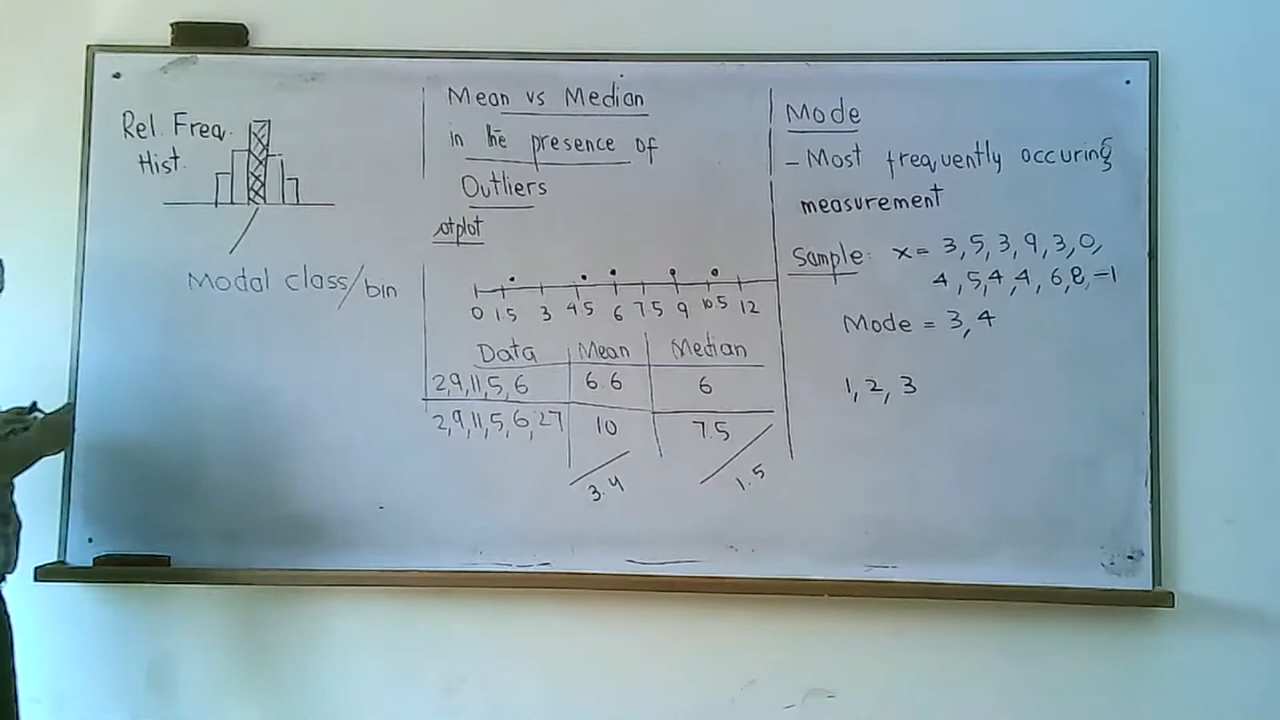 Rel. Freq.
Hist.
Modal class/bin
Mean vs Median
in the presence of
Outliers
otplot
0 1.5 3 4.5 6 7.5 9 10.5 12
Data Mean Median
2,9,11,5,6 6.6 6
2,9,11,5,6,27 10 7.5
3.4 1.5
Mode
- Most frequently occuring
measurement
Sample: x = 3,5,3,9,3,0,
4,5,4,4,6,8,-1
Mode = 3,4
1,2,3